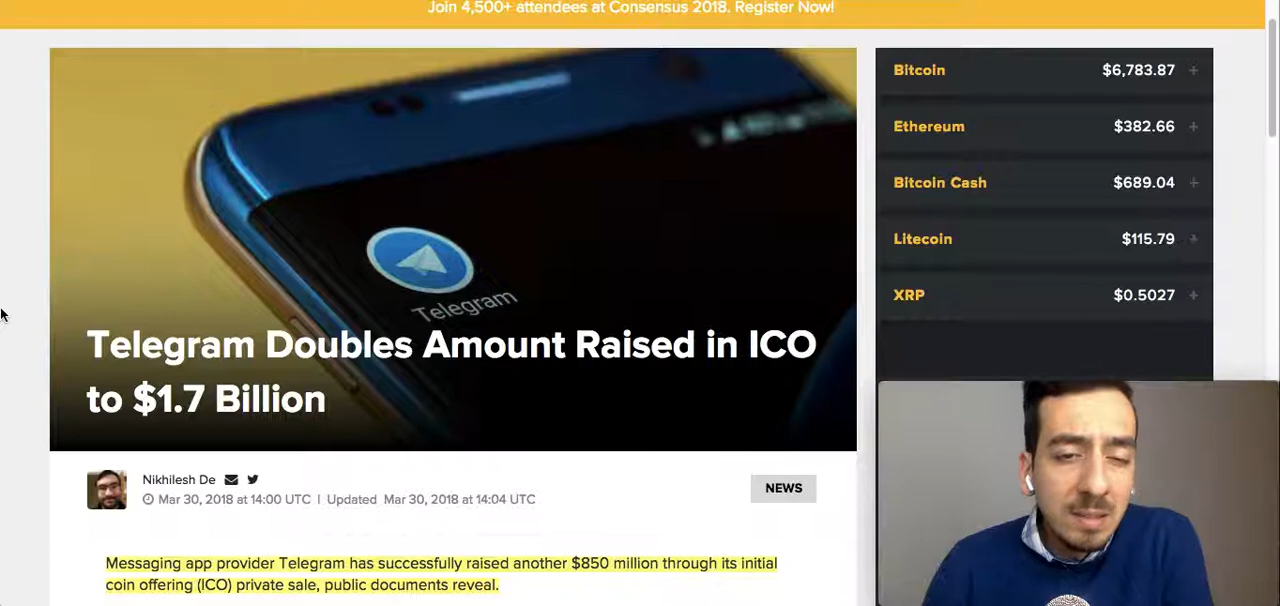 Join 4,500+ attendees at Consensus 2018. Register Now!
Telegram
Telegram Doubles Amount Raised in ICO
to $1.7 Billion
Bitcoin $6,783.87 +
Ethereum $382.66 +
Bitcoin Cash $689.04 +
Litecoin $115.79 +
XRP $0.5027 +
Nikhilesh De
Mar 30, 2018 at 14:00 UTC | Updated Mar 30, 2018 at 14:04 UTC
NEWS
Messaging app provider Telegram has successfully raised another $850 million through its initial
coin offering (ICO) private sale, public documents reveal.